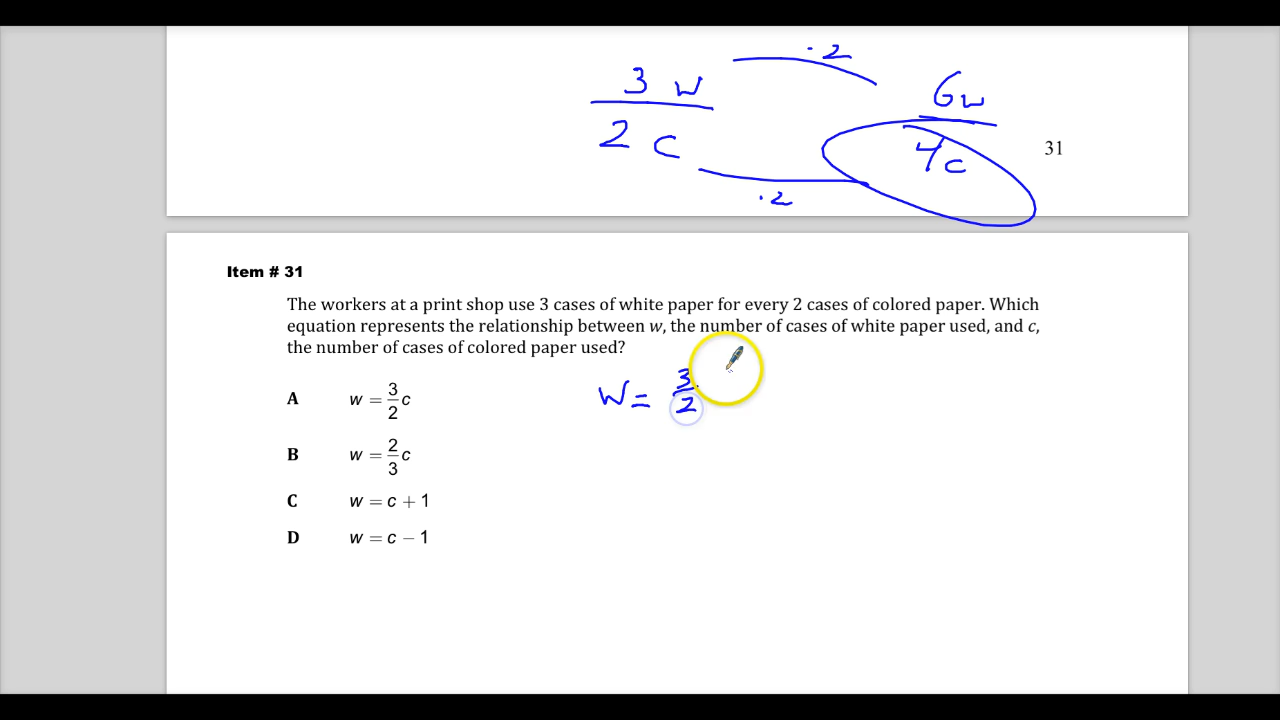 3 w
2 c
·2
·2
6w
4c
31
Item # 31
The workers at a print shop use 3 cases of white paper for every 2 cases of colored paper. Which
equation represents the relationship between w, the number of cases of white paper used, and c,
the number of cases of colored paper used?
A w = 3/2 c
B w = 2/3 c
C w = c + 1
D w = c − 1
W = 3/2